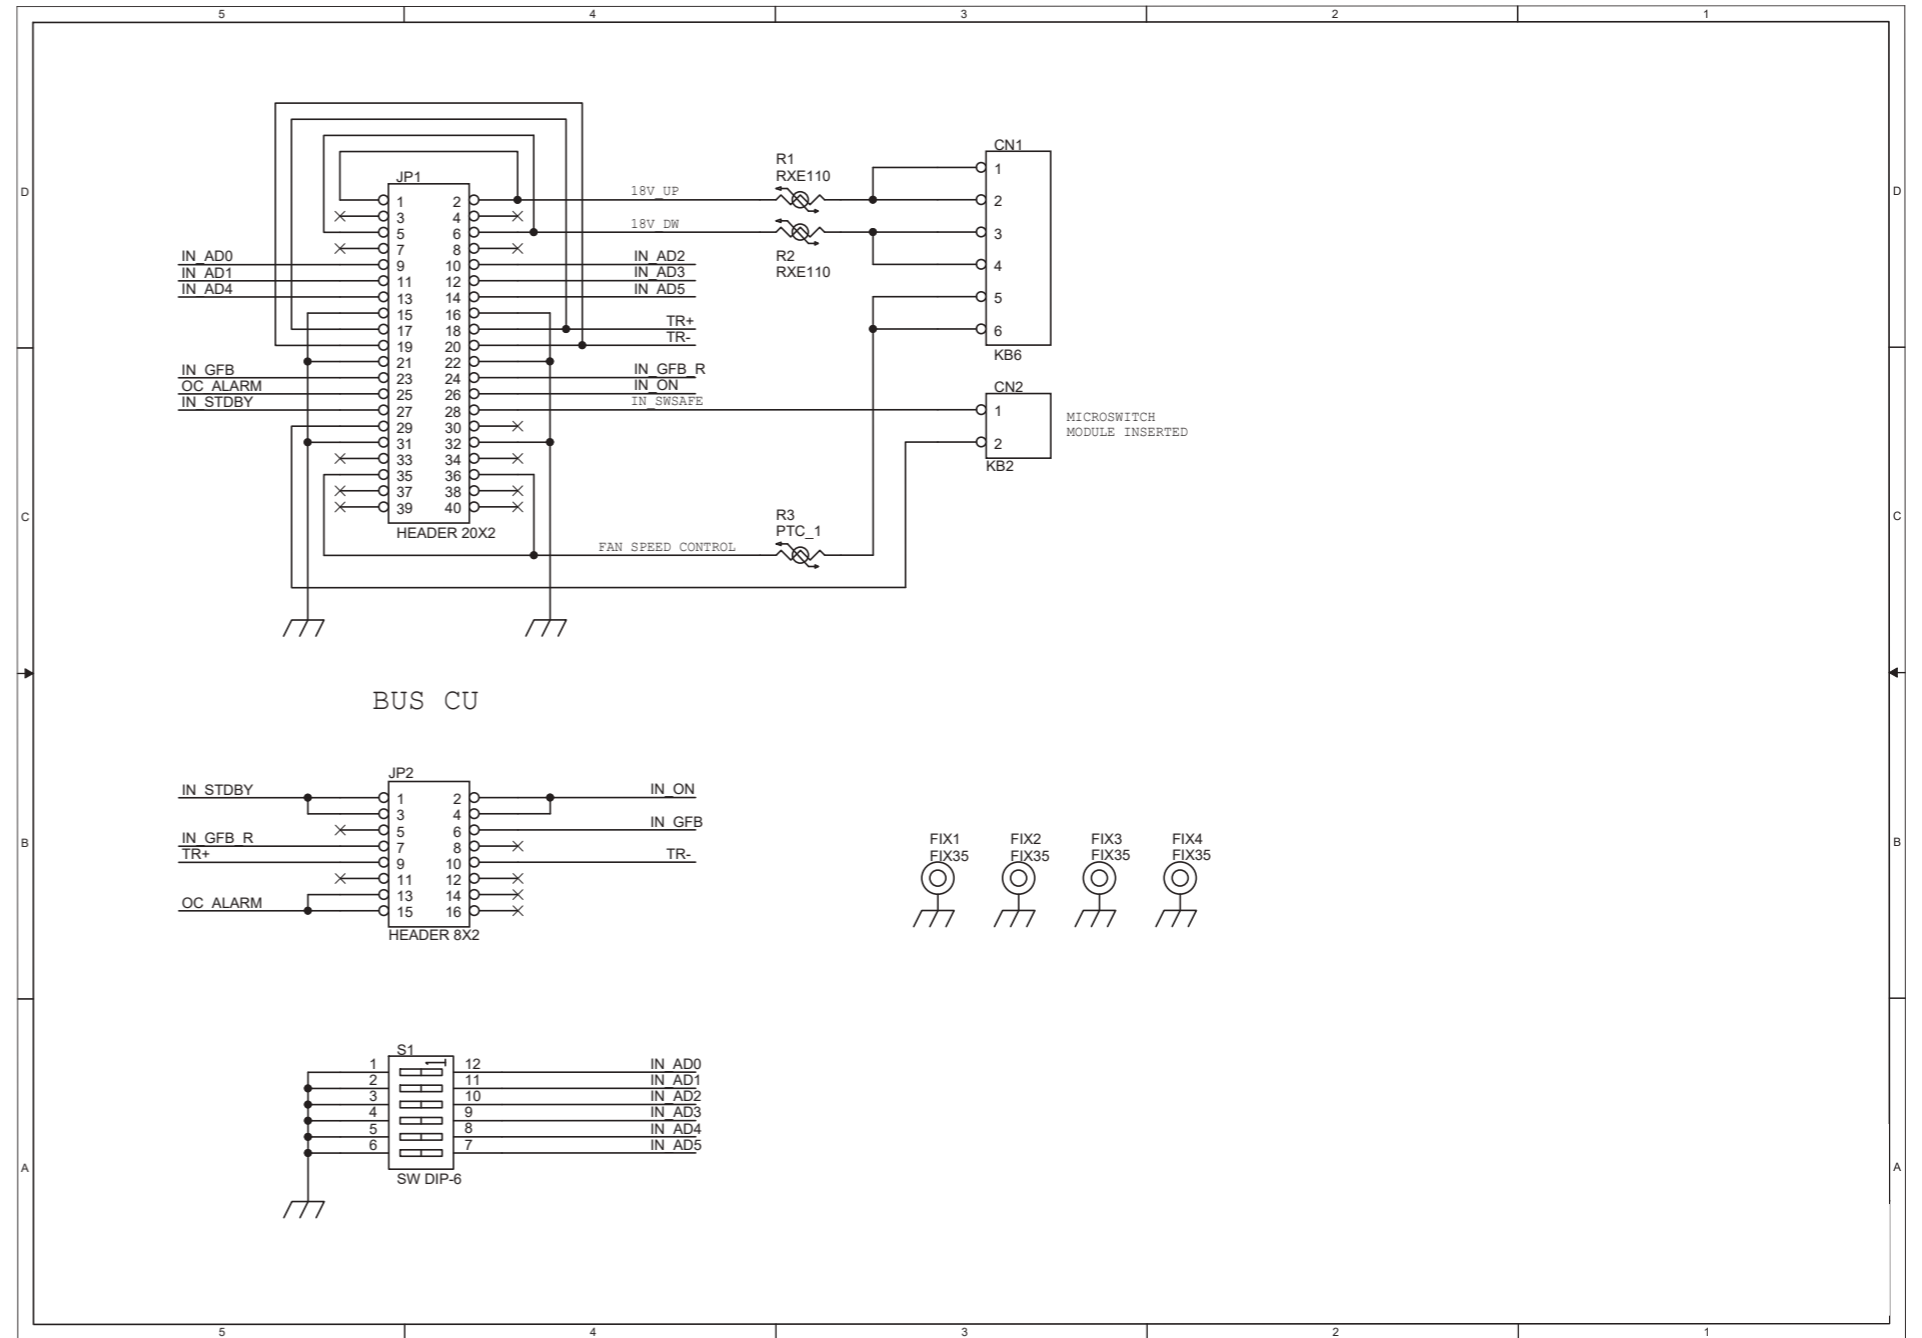 5 4 3 2 1
D D
C C
B B
A A
JP1
1 2
3 4
5 6
7 8
9 10
11 12
13 14
15 16
17 18
19 20
21 22
23 24
25 26
27 28
29 30
31 32
33 34
35 36
37 38
39 40
HEADER 20X2
IN_AD0
IN_AD1
IN_AD4
IN_GFB
OC_ALARM
IN_STDBY
18V_UP
18V_DW
IN_AD2
IN_AD3
IN_AD5
TR+
TR-
IN_GFB_R
IN_ON
IN_SWSAFE
FAN SPEED CONTROL
R1
RXE110
R2
RXE110
R3
PTC_1
CN1
1
2
3
4
5
6
KB6
CN2
1
2
KB2
MICROSWITCH
MODULE INSERTED
BUS CU
JP2
1 2
3 4
5 6
7 8
9 10
11 12
13 14
15 16
HEADER 8X2
IN_STDBY
IN_GFB_R
TR+
OC_ALARM
IN_ON
IN_GFB
TR-
FIX1 FIX2 FIX3 FIX4
FIX35 FIX35 FIX35 FIX35
S1
1 12 IN_AD0
2 11 IN_AD1
3 10 IN_AD2
4 9 IN_AD3
5 8 IN_AD4
6 7 IN_AD5
SW DIP-6
5 4 3 2 1